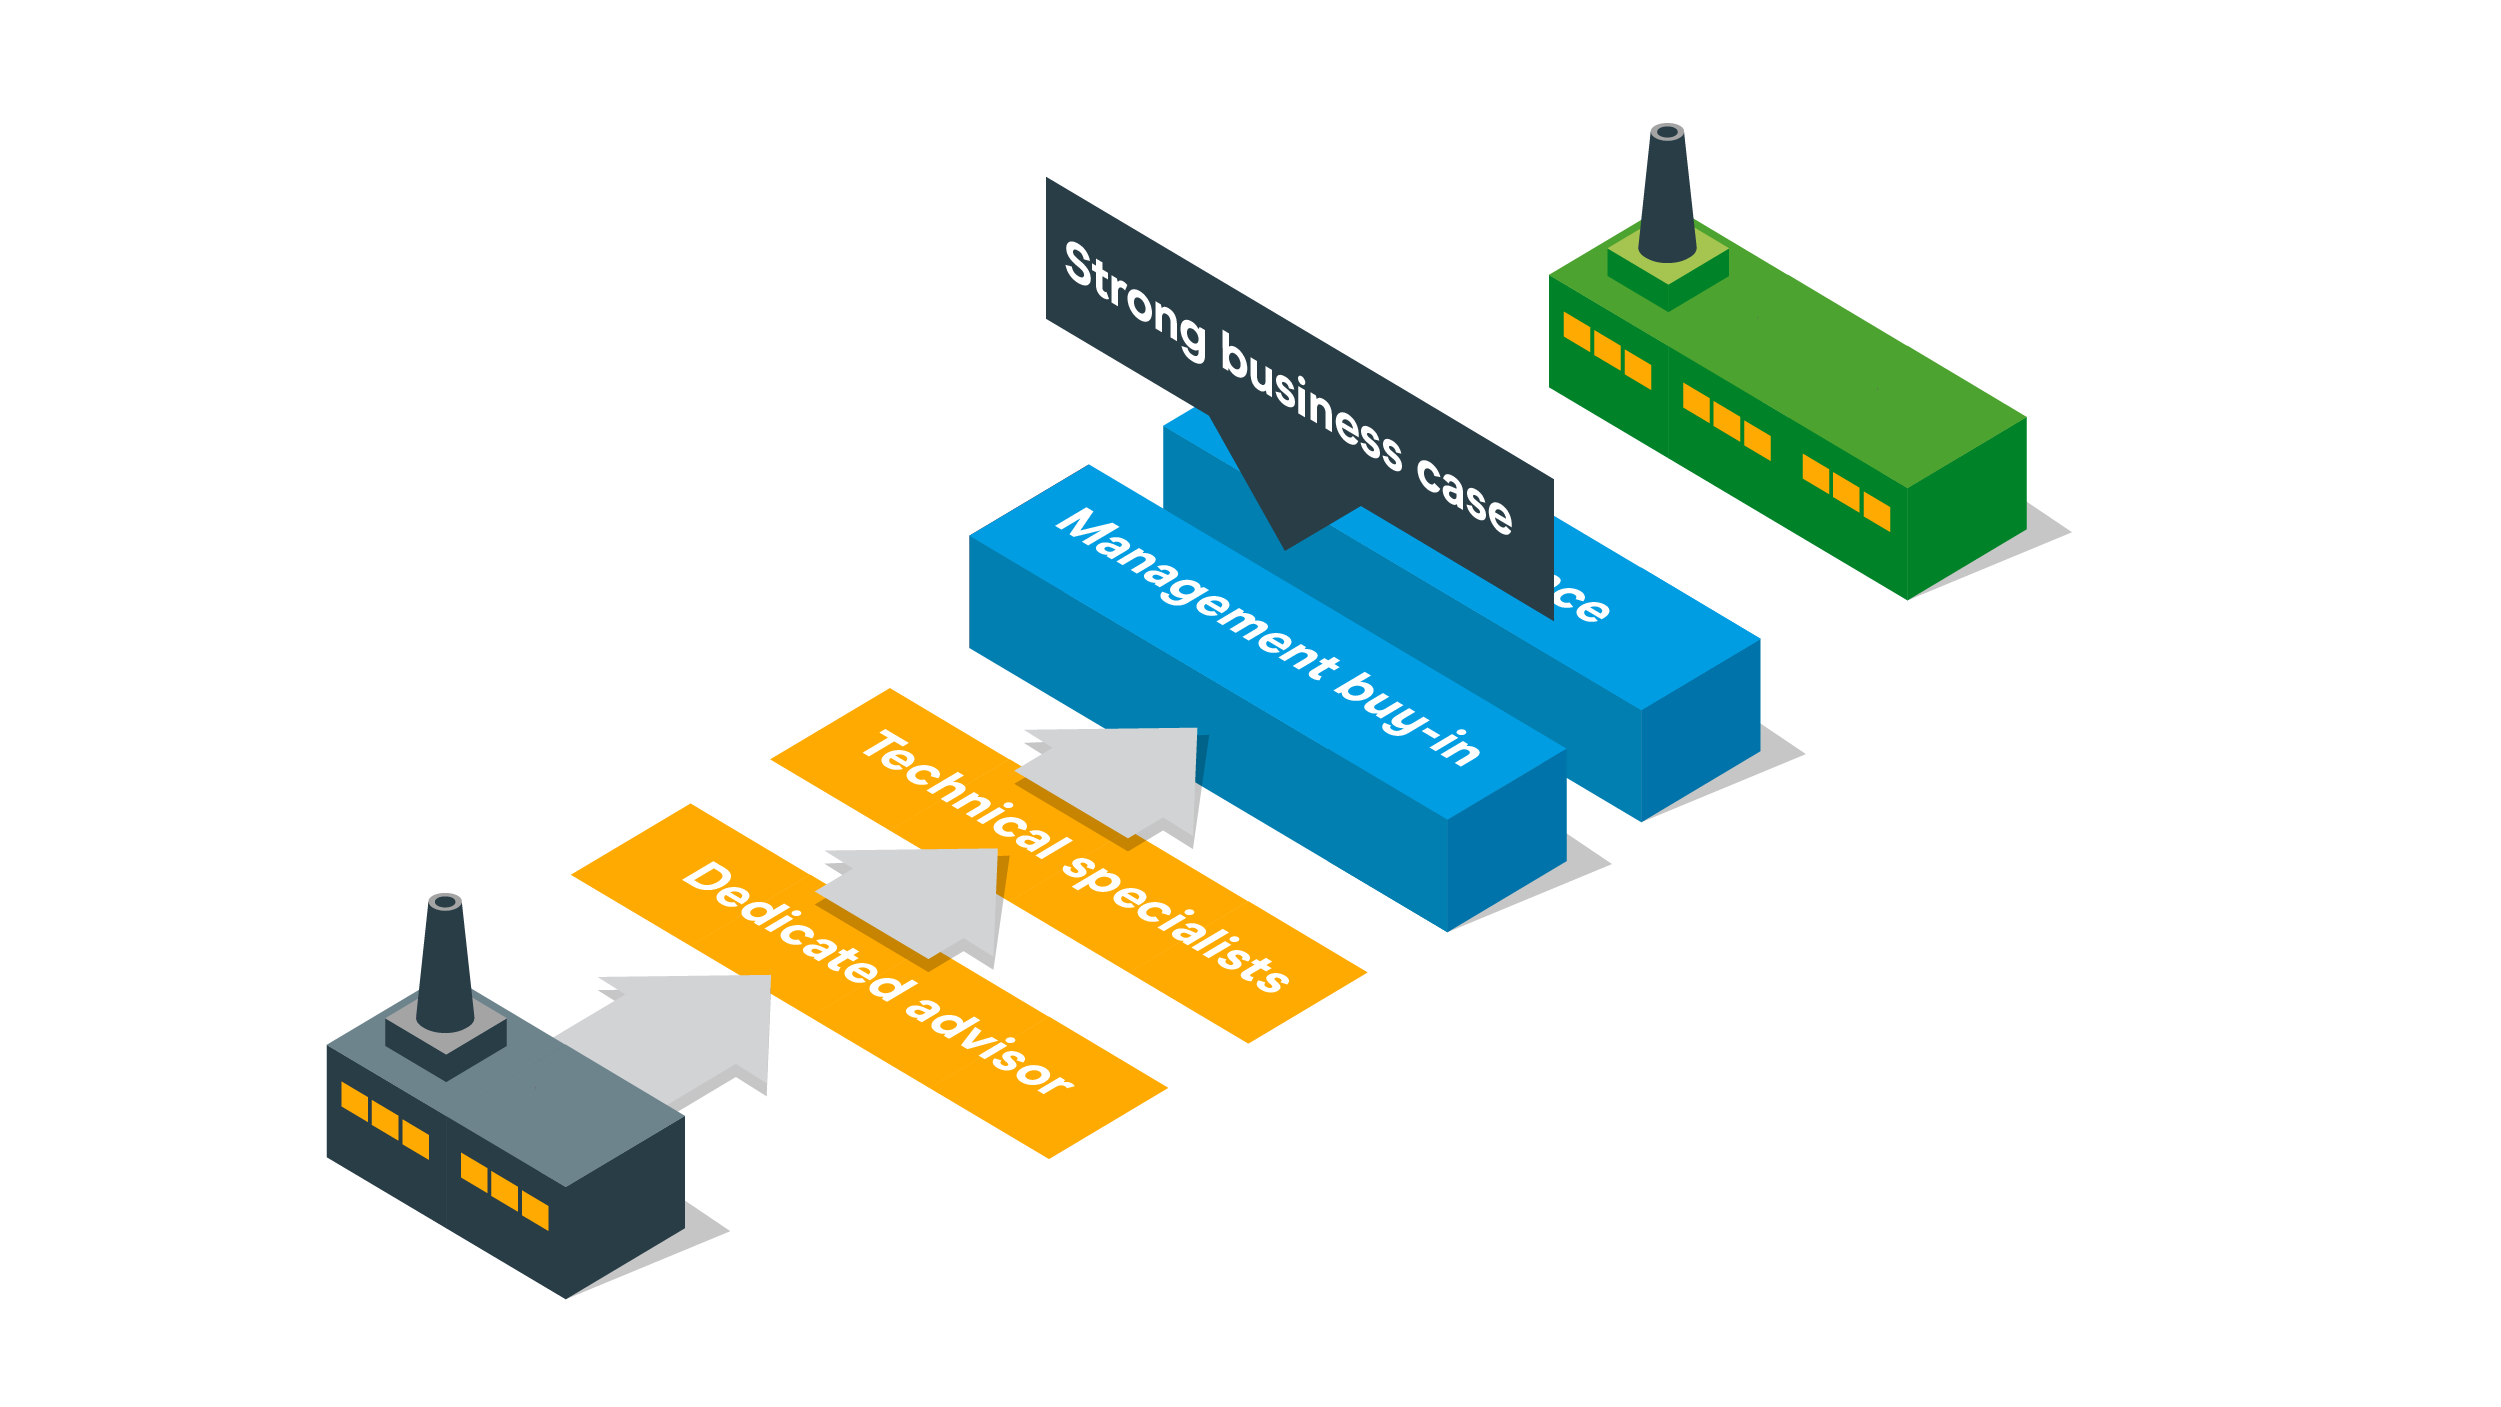 Strong business case
Management buy-in
Technical specialists
Dedicated advisor